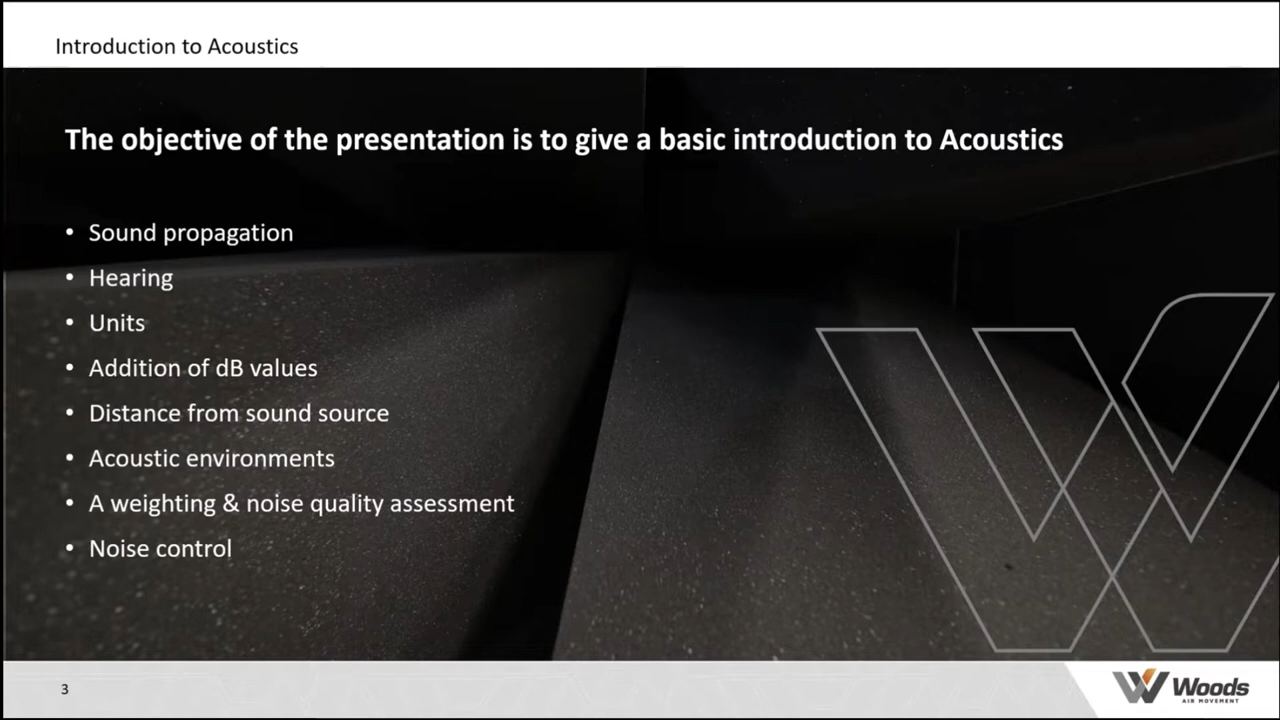 Introduction to Acoustics
The objective of the presentation is to give a basic introduction to Acoustics
• Sound propagation
• Hearing
• Units
• Addition of dB values
• Distance from sound source
• Acoustic environments
• A weighting & noise quality assessment
• Noise control
3
Woods
AIR MOVEMENT